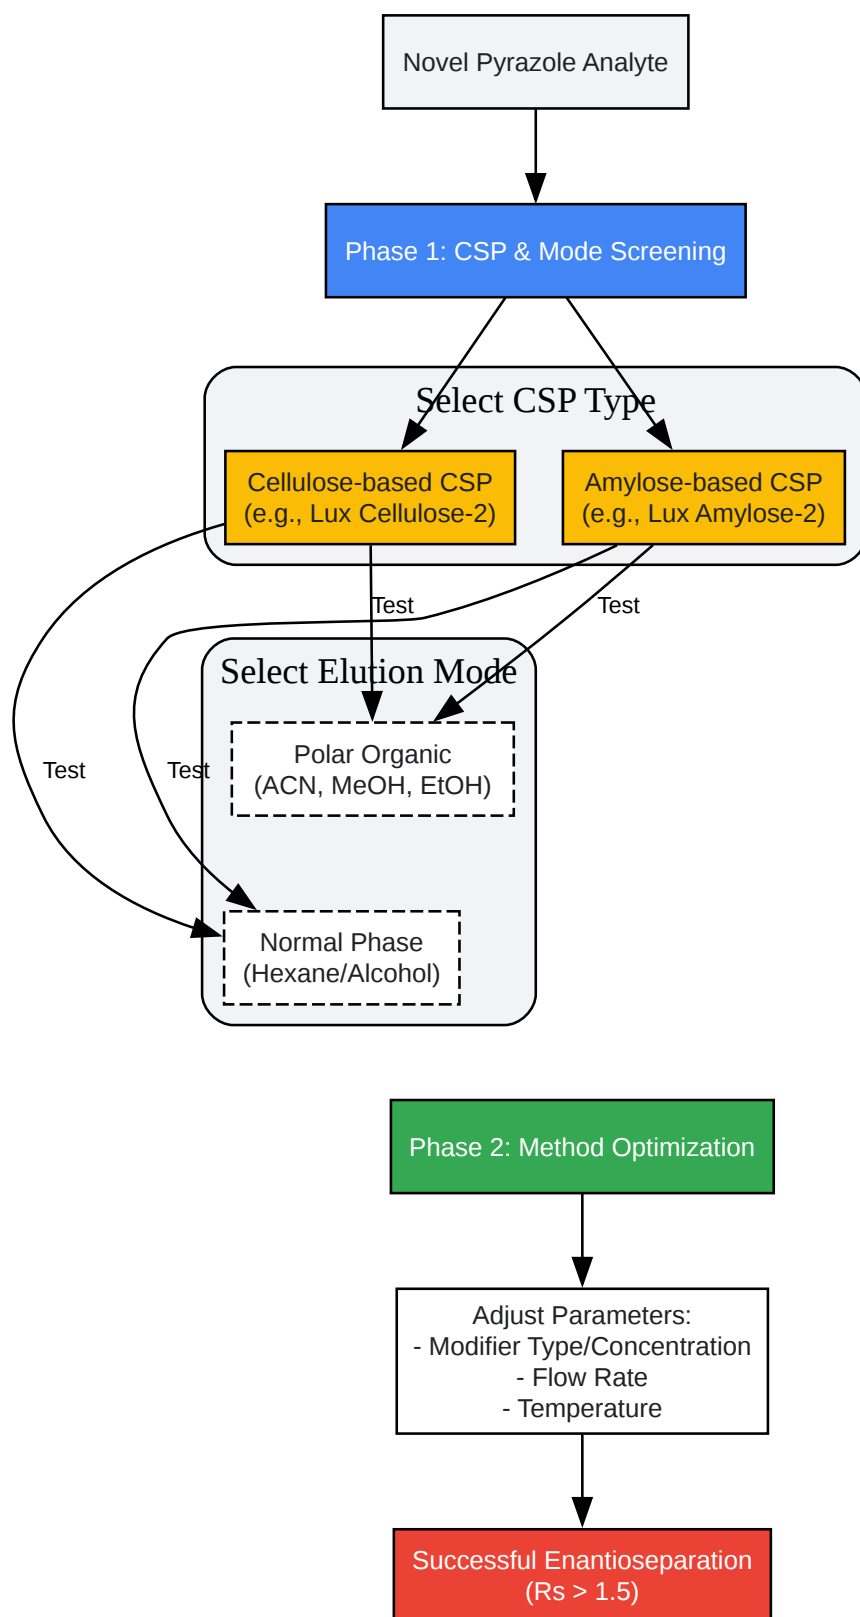 Novel Pyrazole Analyte
Phase 1: CSP & Mode Screening
Select CSP Type
Cellulose-based CSP
(e.g., Lux Cellulose-2)
Amylose-based CSP
(e.g., Lux Amylose-2)
Test
Test
Select Elution Mode
Polar Organic
(ACN, MeOH, EtOH)
Test
Test
Normal Phase
(Hexane/Alcohol)
Phase 2: Method Optimization
Adjust Parameters:
- Modifier Type/Concentration
- Flow Rate
- Temperature
Successful Enantioseparation
(Rs > 1.5)